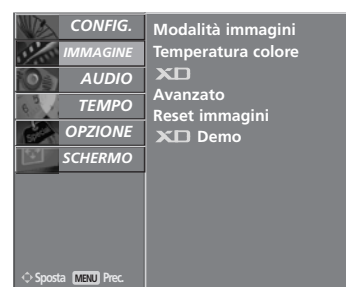 CONFIG.
IMMAGINE
AUDIO
TEMPO
OPZIONE
SCHERMO
Modalità immagini
Temperatura colore
XD
Avanzato
Reset immagini
XD Demo
Sposta MENU Prec.